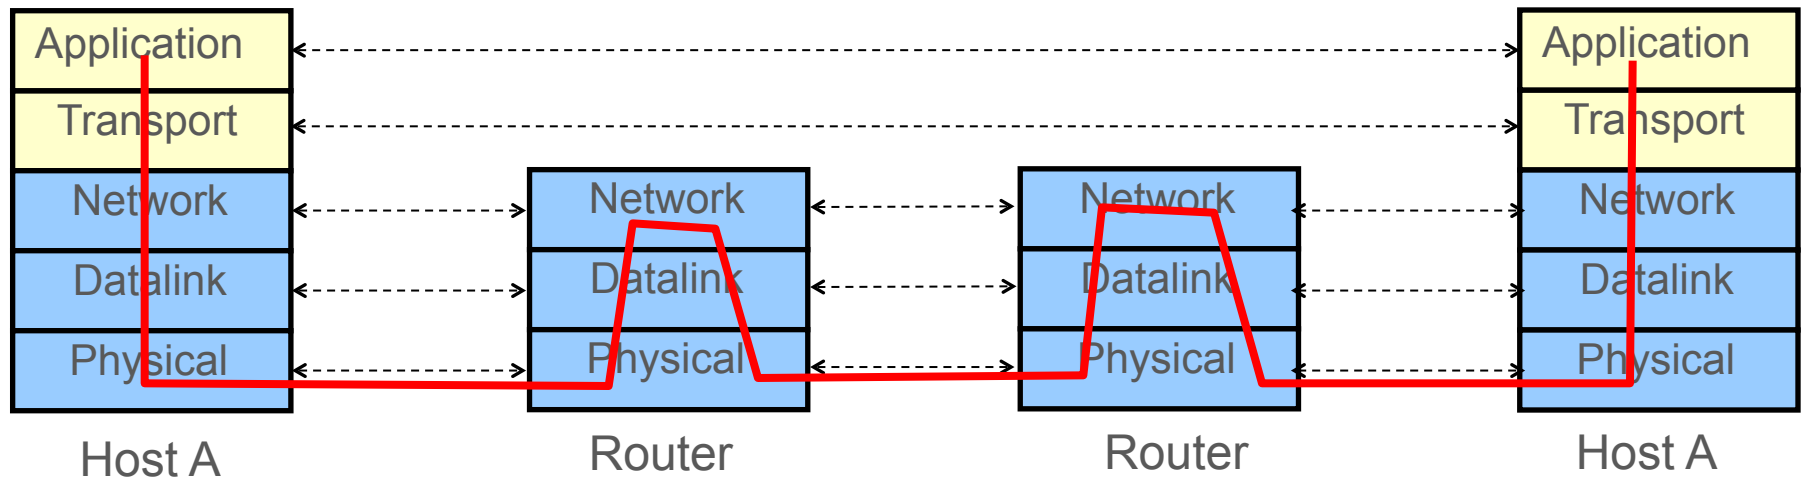 Application
Transport
Network
Datalink
Physical
Host A
Network
Datalink
Physical
Router
Network
Datalink
Physical
Router
Application
Transport
Network
Datalink
Physical
Host A